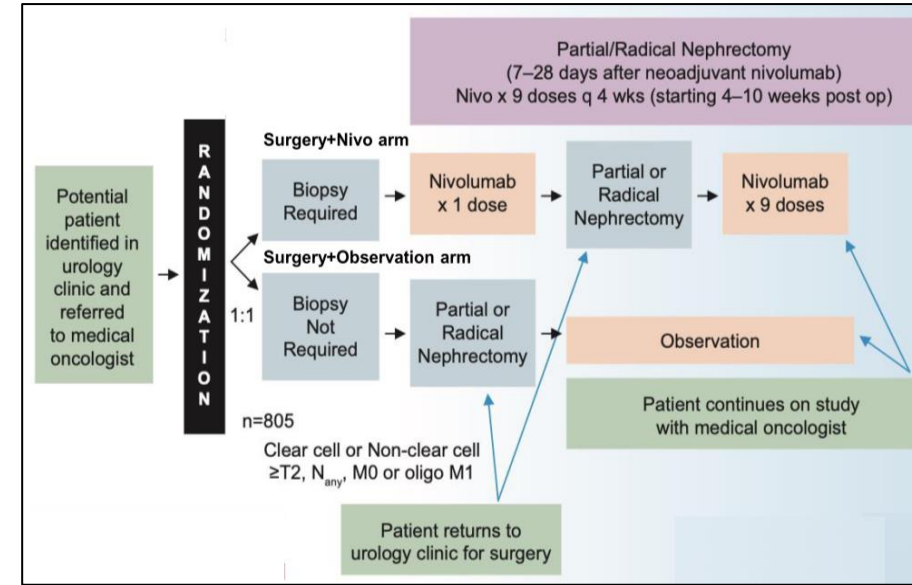 Partial/Radical Nephrectomy
(7–28 days after neoadjuvant nivolumab)
Nivo x 9 doses q 4 wks (starting 4–10 weeks post op)
Potential
patient
identified in
urology
clinic and
referred
to medical
oncologist
RANDOMIZATION
1:1
Surgery+Nivo arm
Biopsy
Required
Nivolumab
x 1 dose
Partial or
Radical
Nephrectomy
Nivolumab
x 9 doses
Surgery+Observation arm
Biopsy
Not
Required
Partial or
Radical
Nephrectomy
Observation
n=805
Clear cell or Non-clear cell
≥T2, Nany, M0 or oligo M1
Patient continues on study
with medical oncologist
Patient returns to
urology clinic for surgery